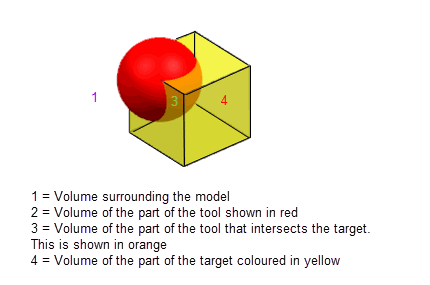 1
3
4
1 = Volume surrounding the model
2 = Volume of the part of the tool shown in red
3 = Volume of the part of the tool that intersects the target.
This is shown in orange
4 = Volume of the part of the target coloured in yellow